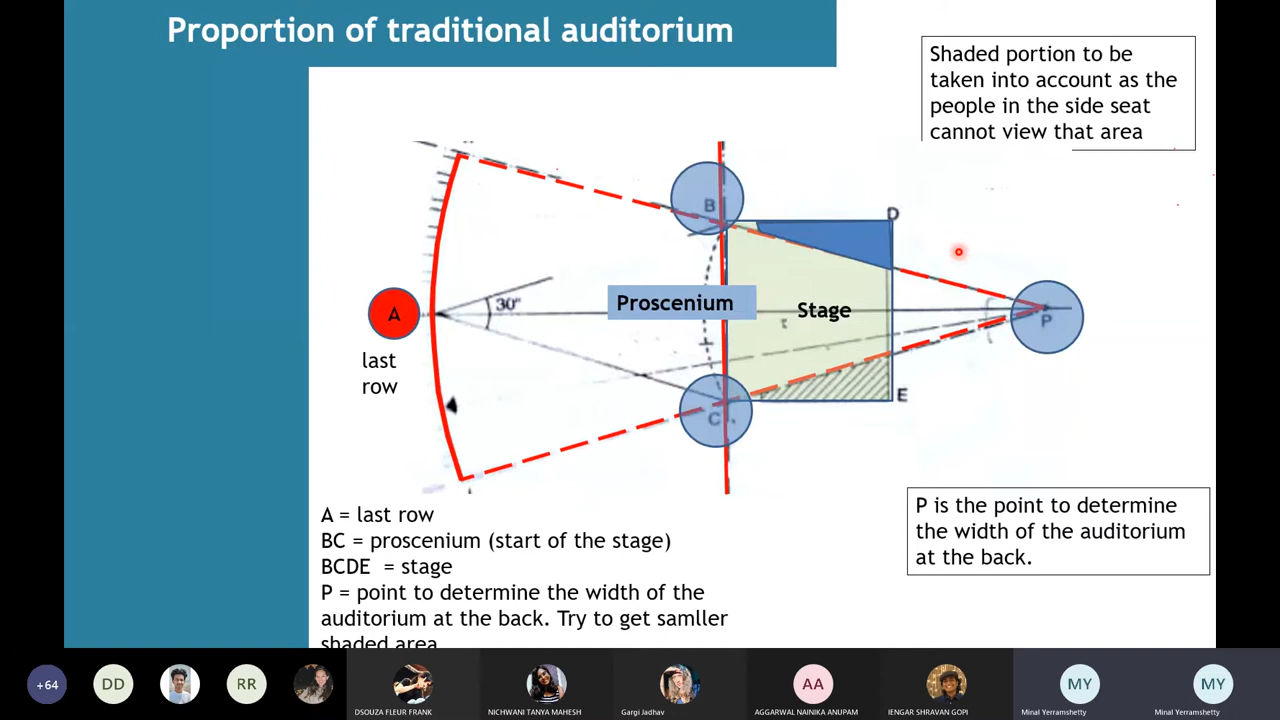 Proportion of traditional auditorium
Shaded portion to be
taken into account as the
people in the side seat
cannot view that area
B
D
30°
Proscenium
Stage
A
P
last
row
C
E
P is the point to determine
the width of the auditorium
at the back.
A = last row
BC = proscenium (start of the stage)
BCDE = stage
P = point to determine the width of the
auditorium at the back. Try to get samller
shaded area
+64
DD
RR
AA
MY
MY
DSOUZA FLEUR FRANK
NICHWANI TANYA MAHESH
Gargi Jadhav
AGGARWAL NAINIKA ANUPAM
IENGAR SHRAVAN GOPI
Minal Yerramshetty
Minal Yerramshetty